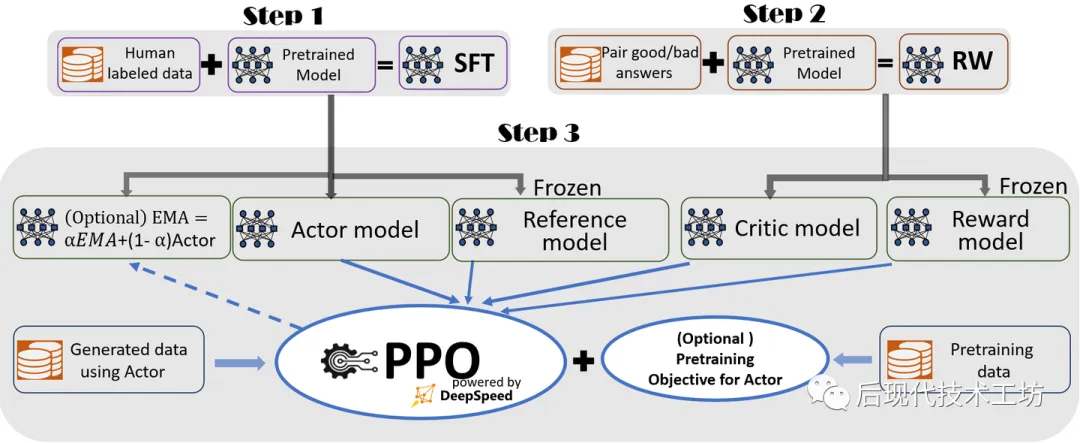 Step 1
Step 2
Human
labeled data
+
Pretrained
Model
=
SFT
Pair good/bad
answers
+
Pretrained
Model
=
RW
Step 3
Frozen
Frozen
(Optional) EMA =
αEMA+(1- α)Actor
Actor model
Reference
model
Critic model
Reward
model
Generated data
using Actor
PPO
powered by
DeepSpeed
+
(Optional )
Pretraining
Objective for Actor
Pretraining
data
后现代技术工坊